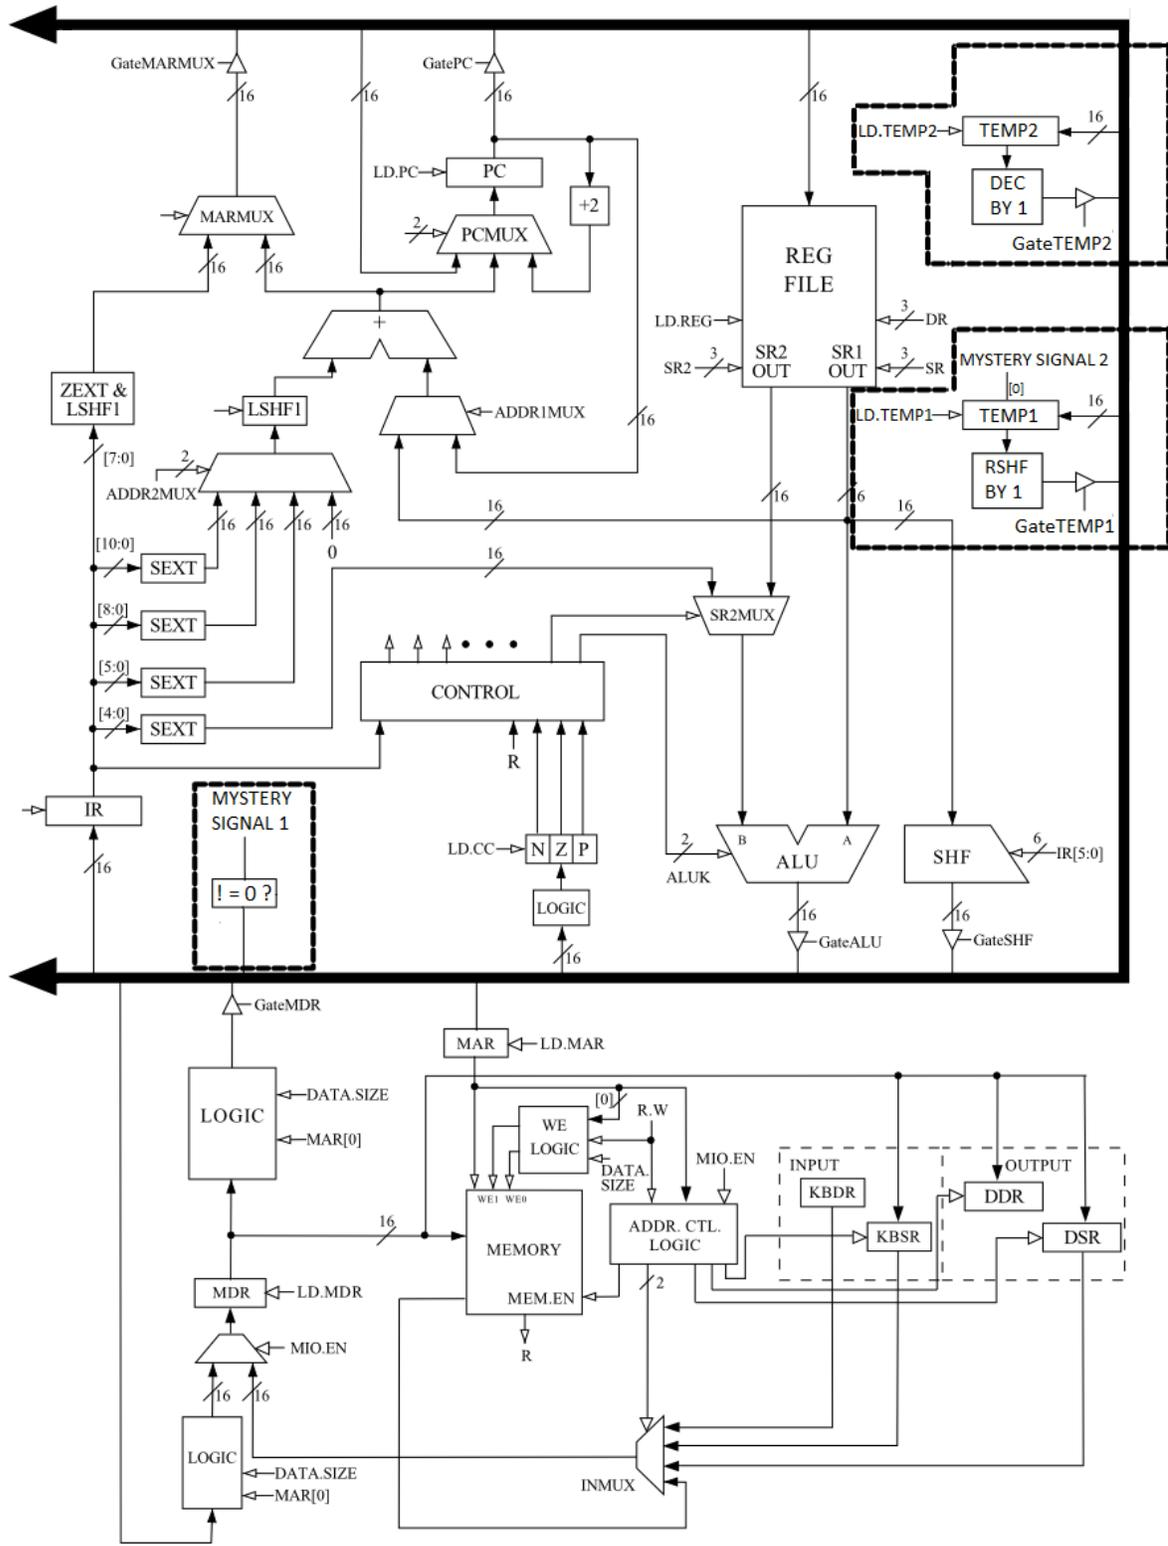 GateMARMUX
GatePC
16
16
16
16
LD.TEMP2
TEMP2
16
LD.PC
PC
DEC
BY 1
+2
MARMUX
2
PCMUX
GateTEMP2
REG
FILE
16
16
+
LD.REG
3
DR
SR2
3
SR2
OUT
SR1
OUT
3
SR
MYSTERY SIGNAL 2
[0]
ZEXT &
LSHF1
LSHF1
ADDR1MUX
16
LD.TEMP1
TEMP1
16
[7:0]
RSHF
BY 1
2
ADDR2MUX
16
16
16
16
16
16
16
16
GateTEMP1
0
[10:0]
SEXT
16
[8:0]
SEXT
SR2MUX
[5:0]
SEXT
CONTROL
[4:0]
SEXT
R
MYSTERY
SIGNAL 1
IR
LD.CC
N Z P
2
ALUK
B
A
ALU
SHF
6
IR[5:0]
16
! = 0 ?
LOGIC
16
16
16
GateALU
GateSHF
GateMDR
MAR
LD.MAR
LOGIC
DATA.SIZE
MAR[0]
[0]
R.W
WE
LOGIC
DATA.
SIZE
MIO.EN
INPUT
OUTPUT
KBDR
DDR
WE1 WE0
16
MEMORY
ADDR. CTL.
LOGIC
KBSR
DSR
MDR
LD.MDR
MEM.EN
2
MIO.EN
R
16
16
LOGIC
DATA.SIZE
MAR[0]
INMUX